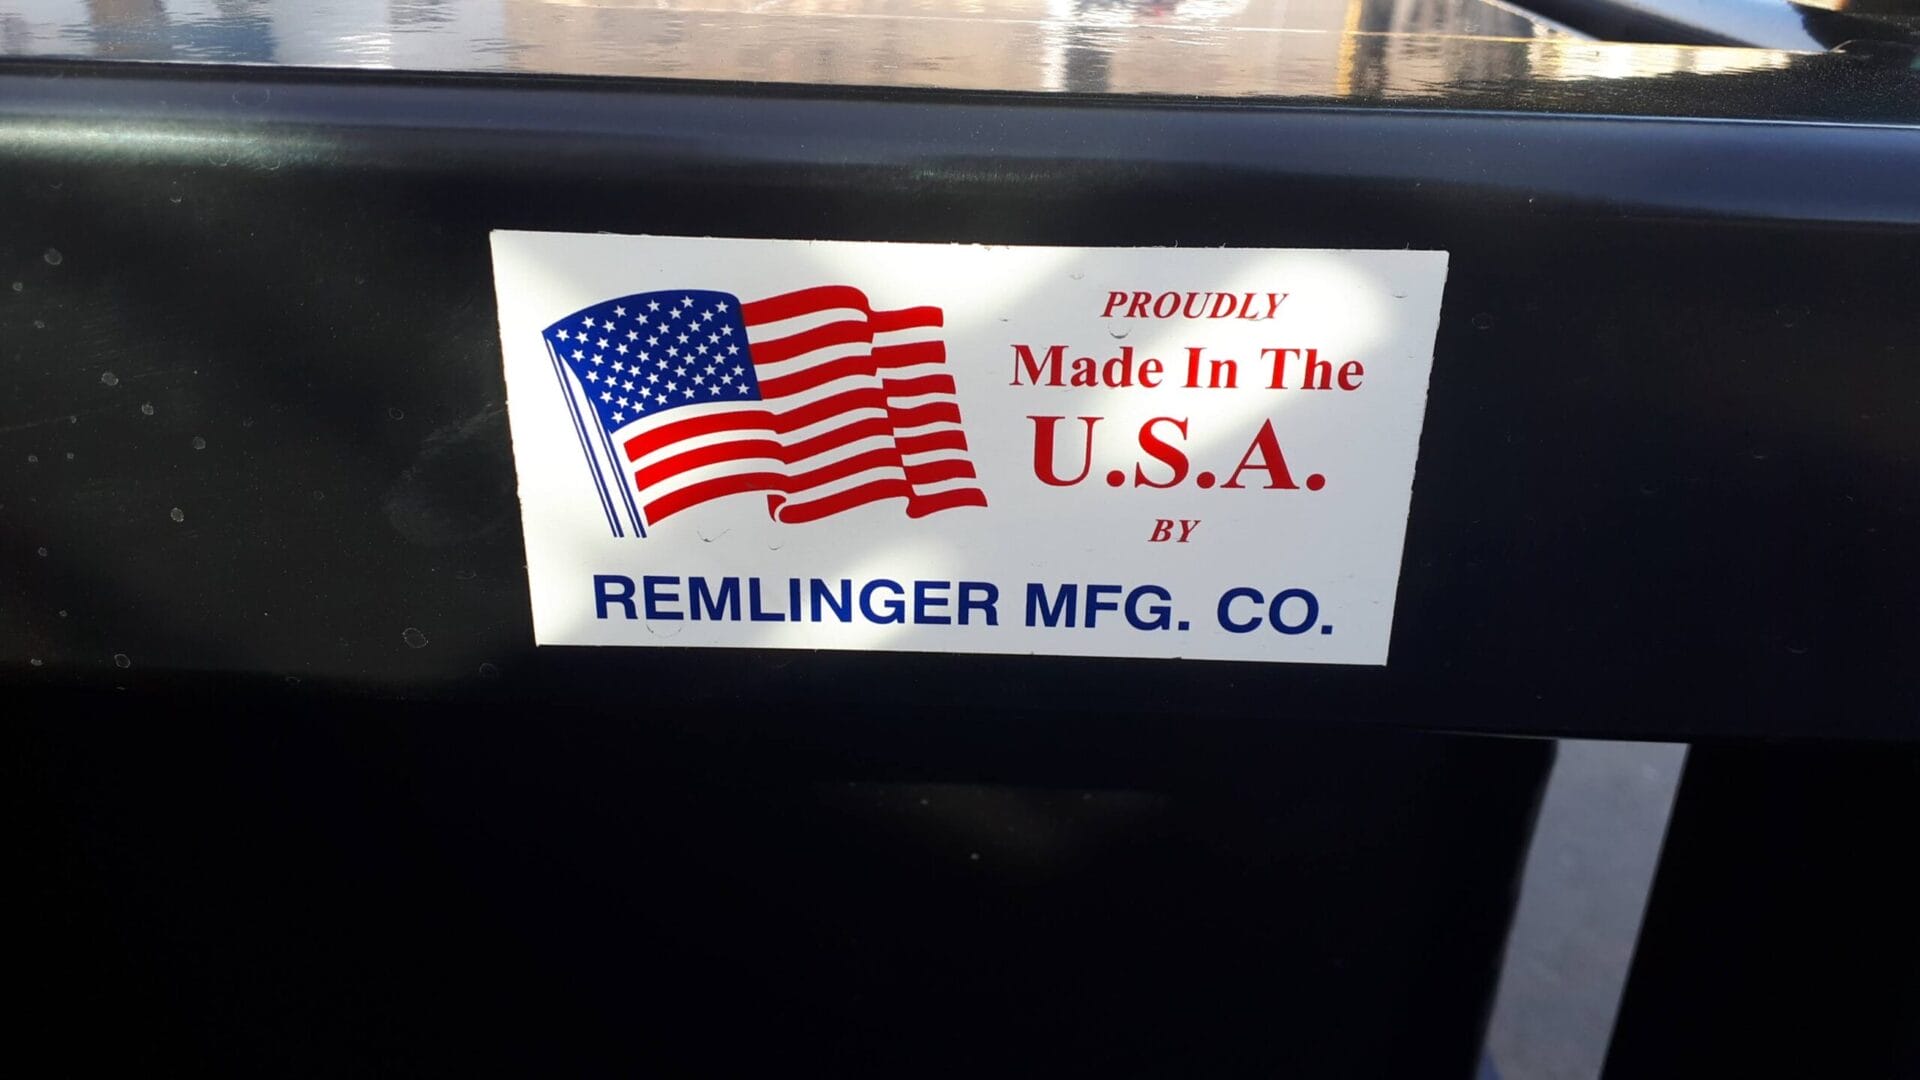 PROUDLY
Made In The
U.S.A.
BY
REMLINGER MFG. CO.